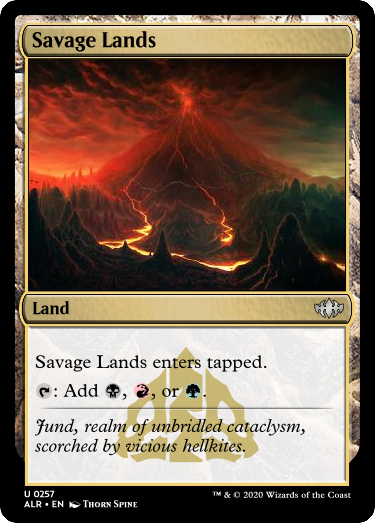 Savage Lands
Land
Savage Lands enters tapped.
: Add , , or .
Jund, realm of unbridled cataclysm,
scorched by vicious hellkites.
U 0257
ALR • EN Thorn Spine
™ & © 2020 Wizards of the Coast